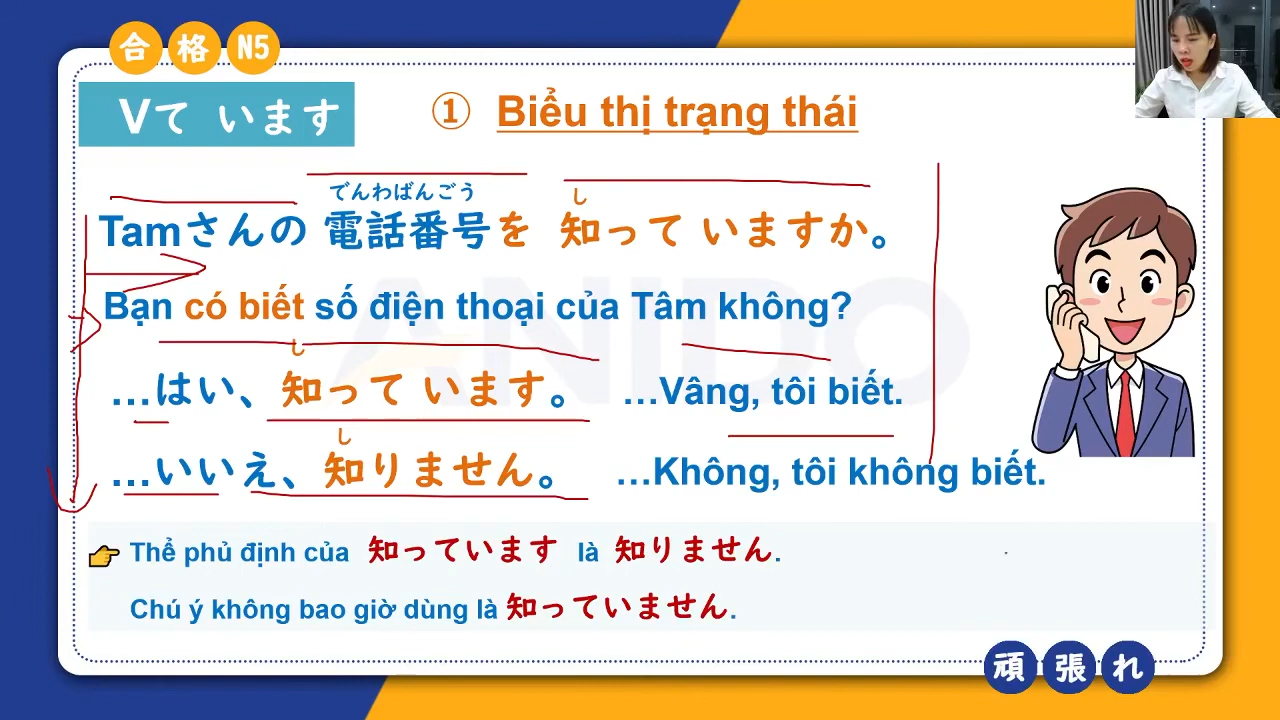 合格 N5
Vて います
① Biểu thị trạng thái
でんわばんごう し
Tamさんの 電話番号を 知って いますか。
Bạn có biết số điện thoại của Tâm không?
し
...はい、知って います。 ...Vâng, tôi biết.
し
...いいえ、知りません。 ...Không, tôi không biết.
Thể phủ định của 知っています là 知りません.
Chú ý không bao giờ dùng là 知っていません.
ANIDO
頑張れ